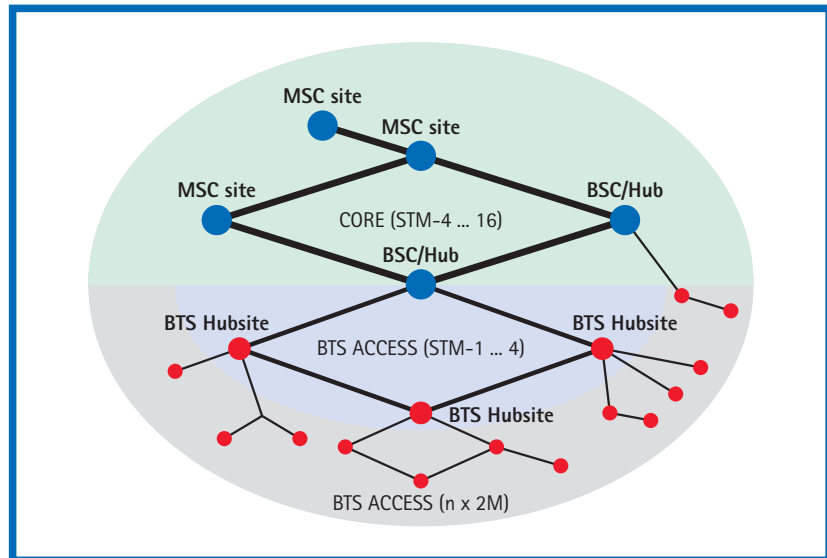 MSC site
MSC site
MSC site
BSC/Hub
CORE (STM-4 ... 16)
BSC/Hub
BTS Hubsite
BTS Hubsite
BTS ACCESS (STM-1 ... 4)
BTS Hubsite
BTS ACCESS (n x 2M)